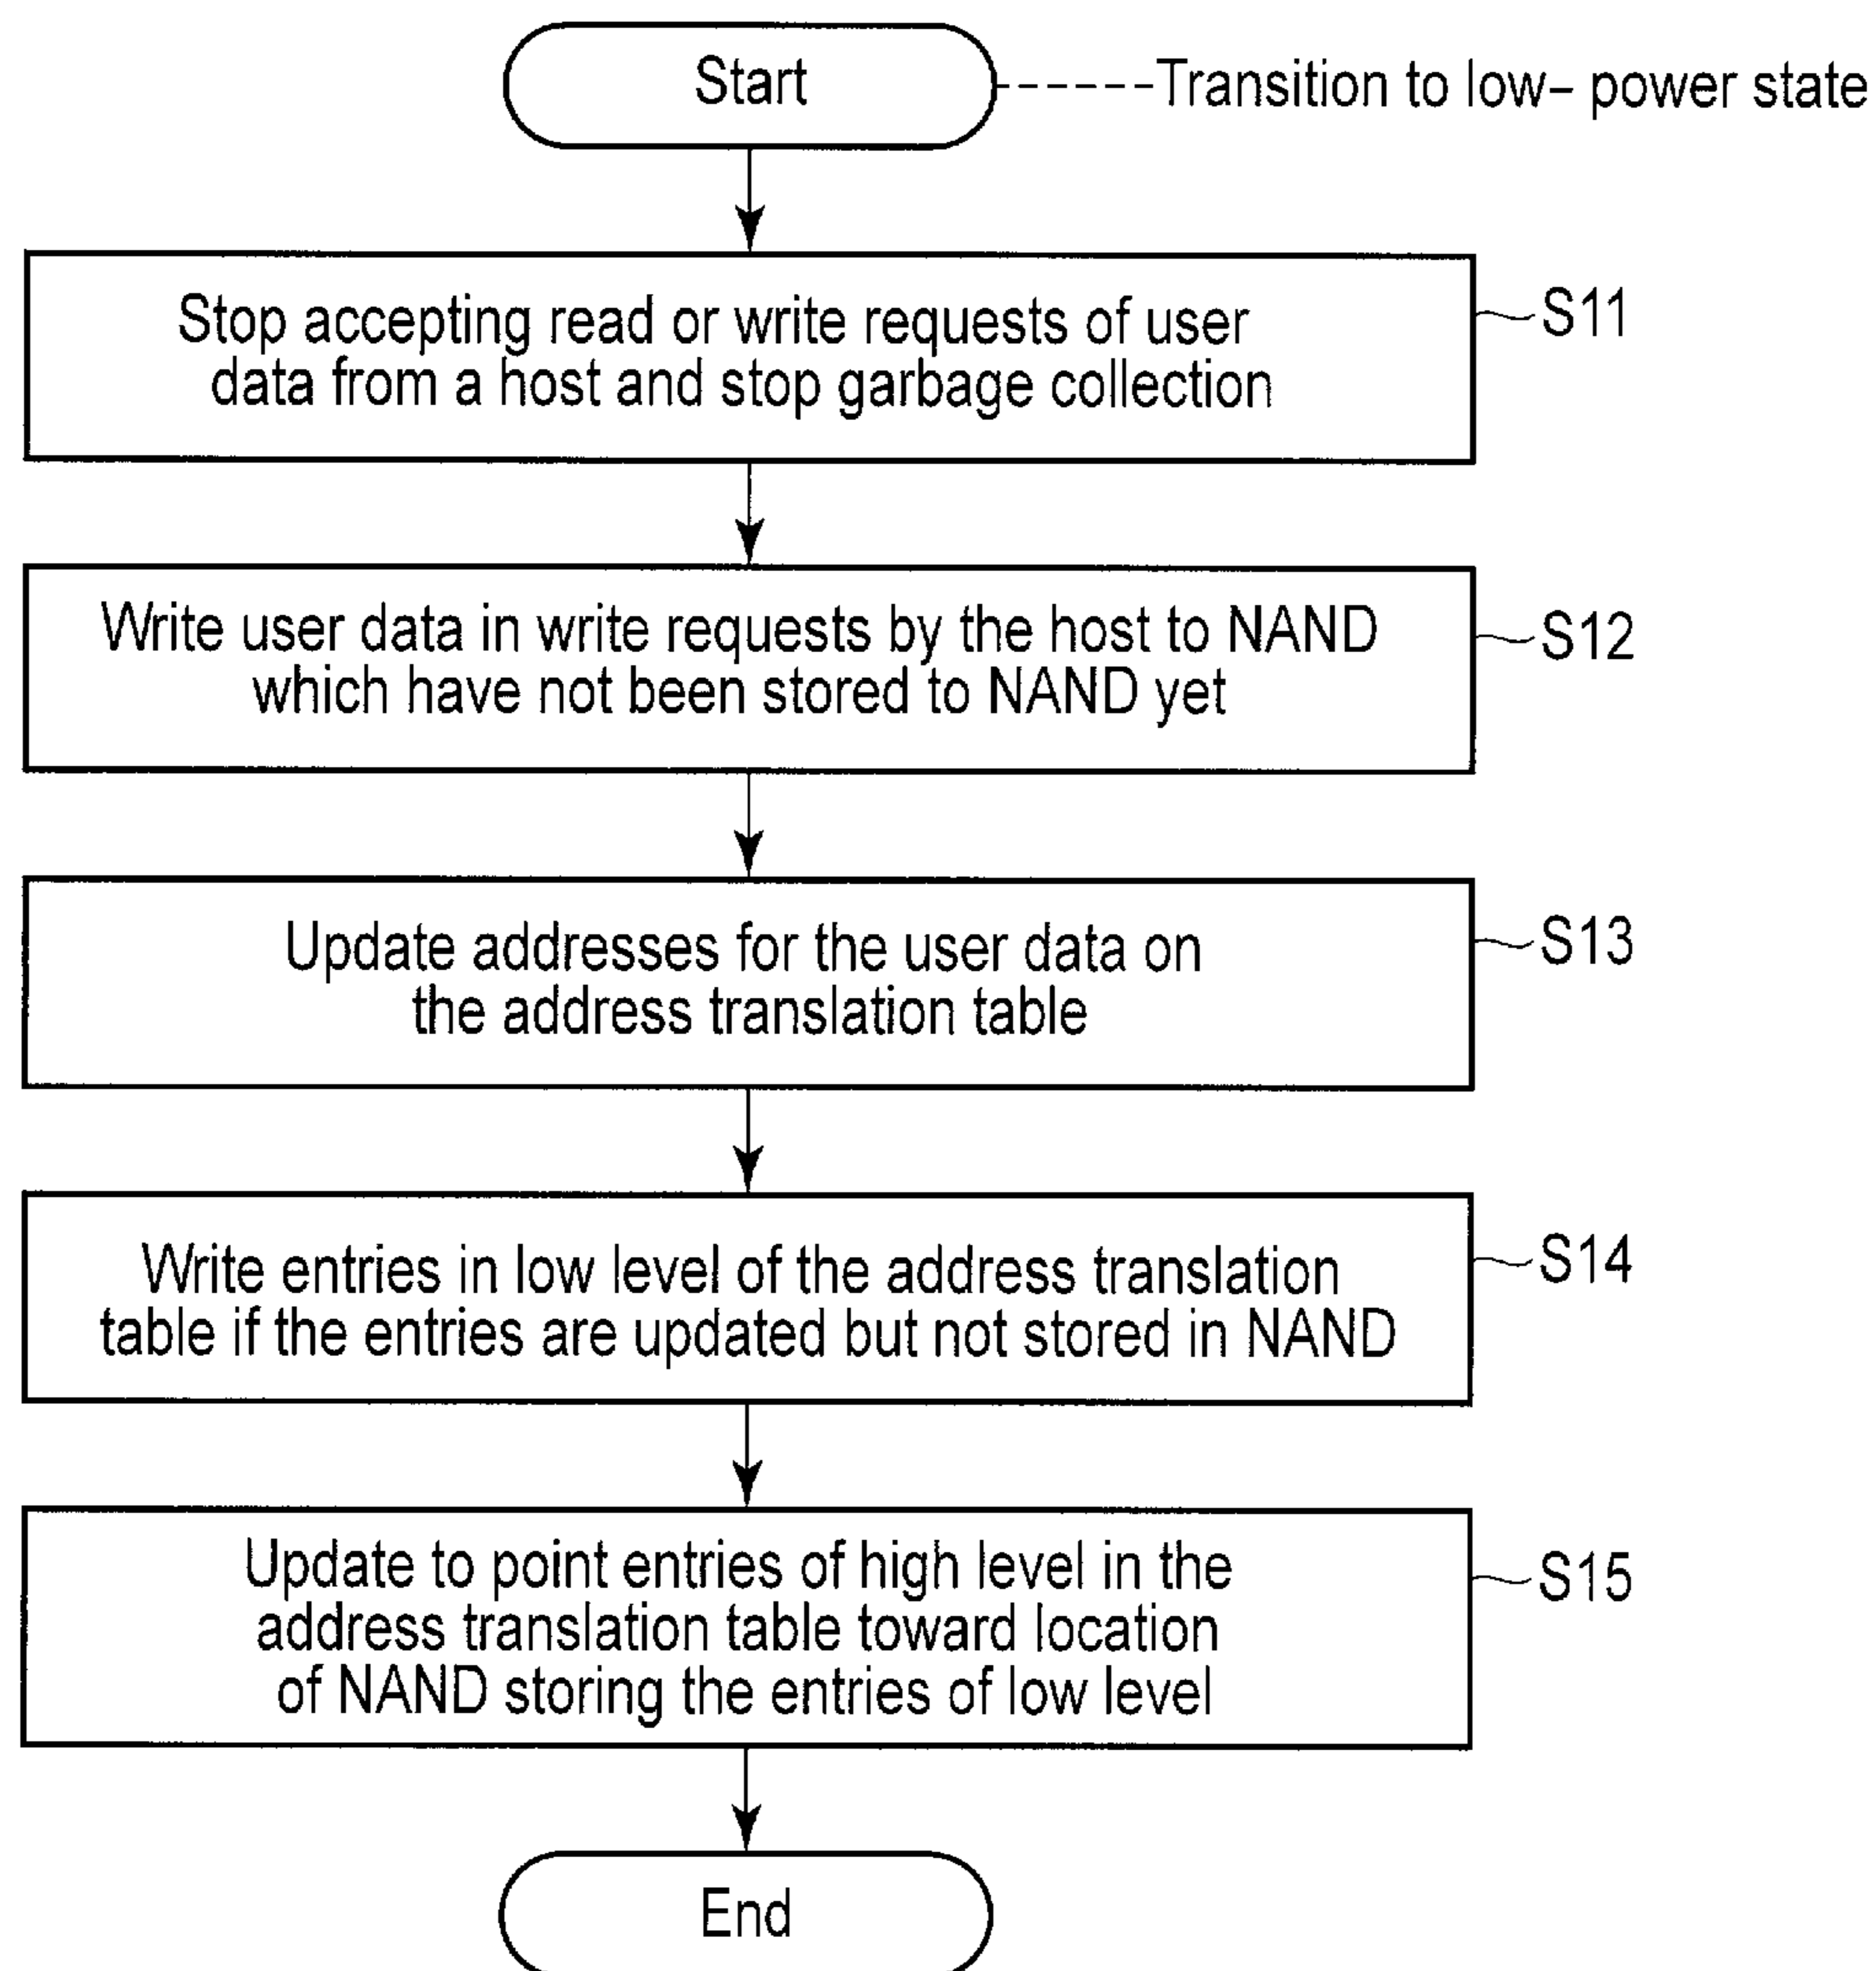 Start
Transition to low- power state
Stop accepting read or write requests of user
data from a host and stop garbage collection
S11
Write user data in write requests by the host to NAND
which have not been stored to NAND yet
S12
Update addresses for the user data on
the address translation table
S13
Write entries in low level of the address translation
table if the entries are updated but not stored in NAND
S14
Update to point entries of high level in the
address translation table toward location
of NAND storing the entries of low level
S15
End